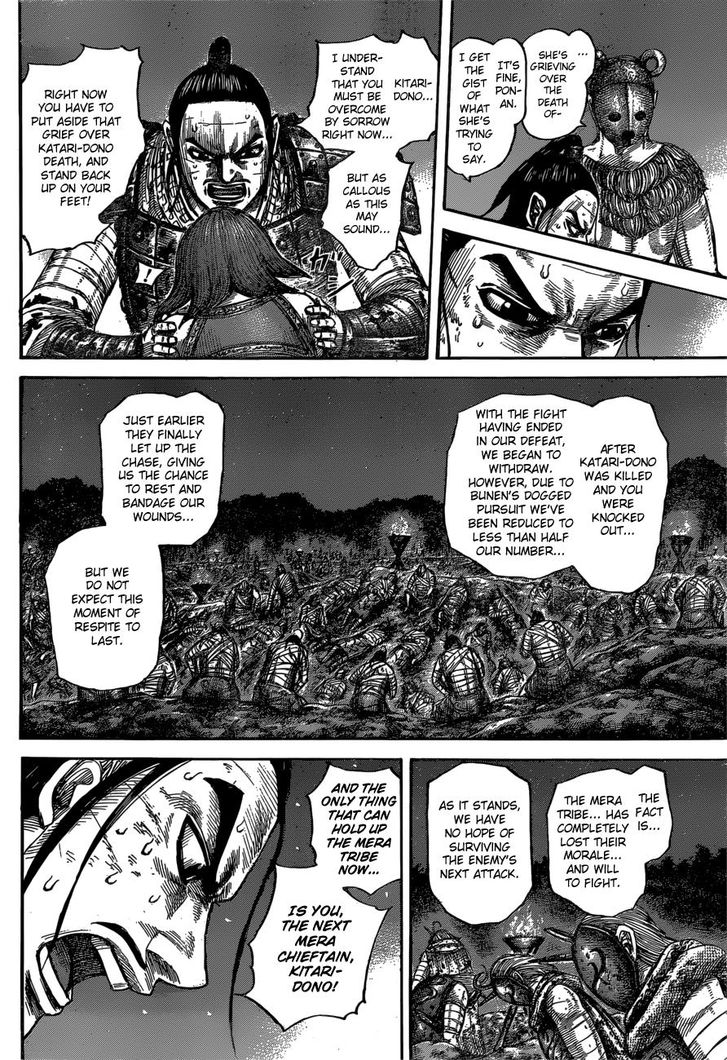 ...
SHE'S
GRIEVING
OVER
THE
DEATH
OF-
IT'S
FINE,
PON-
AN.
I GET
THE
GIST
OF
WHAT
SHE'S
TRYING
TO
SAY.
KITARI-
DONO...
I UNDER-
STAND
THAT YOU
MUST BE
OVERCOME
BY SORROW
RIGHT NOW...
BUT AS
CALLOUS
AS THIS
MAY
SOUND...
RIGHT NOW
YOU HAVE TO
PUT ASIDE THAT
GRIEF OVER
KATARI-DONO
DEATH, AND
STAND BACK
UP ON YOUR
FEET!
!
ガッ
AFTER
KATARI-DONO
WAS KILLED
AND YOU
WERE
KNOCKED
OUT...
WITH THE FIGHT
HAVING ENDED
IN OUR DEFEAT,
WE BEGAN TO
WITHDRAW.
HOWEVER, DUE TO
BUNEN'S DOGGED
PURSUIT WE'VE
BEEN REDUCED TO
LESS THAN HALF
OUR NUMBER...
JUST EARLIER
THEY FINALLY
LET UP THE
CHASE, GIVING
US THE CHANCE
TO REST AND
BANDAGE OUR
WOUNDS...
BUT WE
DO NOT
EXPECT THIS
MOMENT OF
RESPITE TO
LAST.
THE
FACT
IS...
THE MERA
TRIBE... HAS
COMPLETELY
LOST THEIR
MORALE...
AND WILL
TO FIGHT.
AS IT STANDS,
WE HAVE
NO HOPE OF
SURVIVING
THE ENEMY'S
NEXT ATTACK.
AND THE
ONLY THING
THAT CAN
HOLD UP
THE MERA
TRIBE
NOW...
IS YOU,
THE NEXT
MERA
CHIEFTAIN,
KITARI-
DONO!